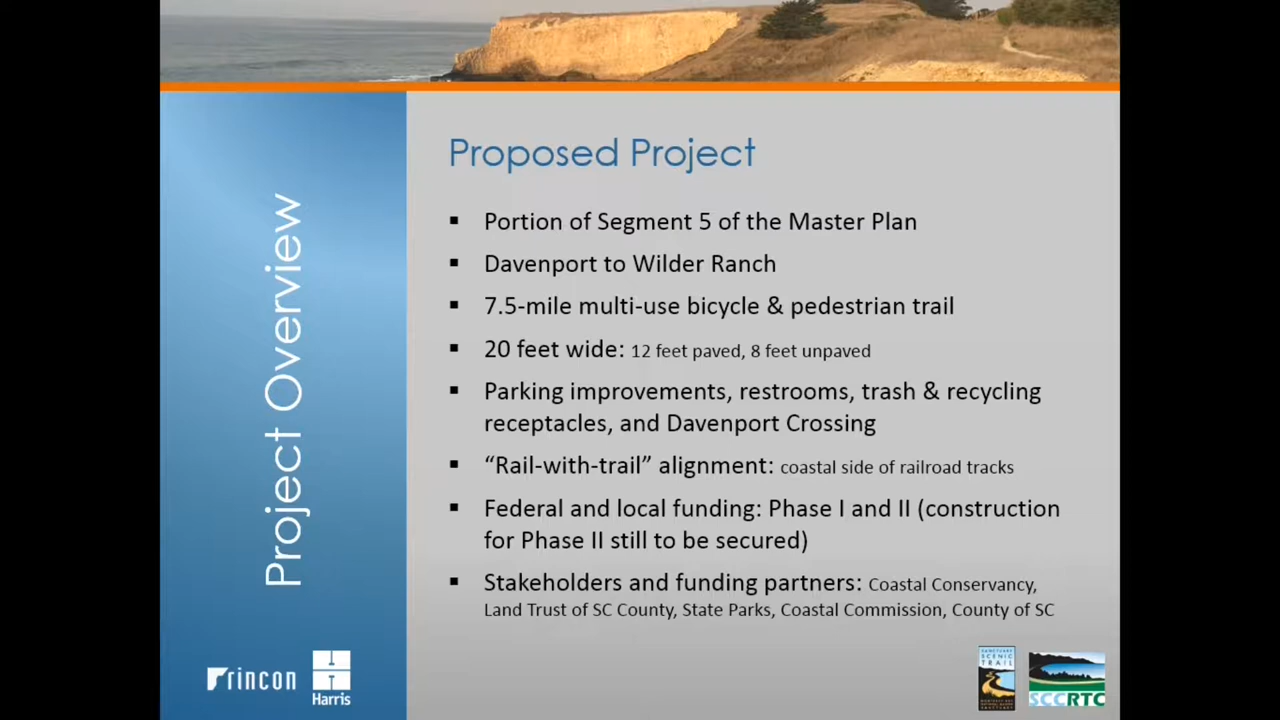 Project Overview
Proposed Project
▪ Portion of Segment 5 of the Master Plan
▪ Davenport to Wilder Ranch
▪ 7.5-mile multi-use bicycle & pedestrian trail
▪ 20 feet wide: 12 feet paved, 8 feet unpaved
▪ Parking improvements, restrooms, trash & recycling
receptacles, and Davenport Crossing
▪ “Rail-with-trail” alignment: coastal side of railroad tracks
▪ Federal and local funding: Phase I and II (construction
for Phase II still to be secured)
▪ Stakeholders and funding partners: Coastal Conservancy,
Land Trust of SC County, State Parks, Coastal Commission, County of SC
rincon
Harris
SANCTUARY
SCENIC
TRAIL
SCCRTC